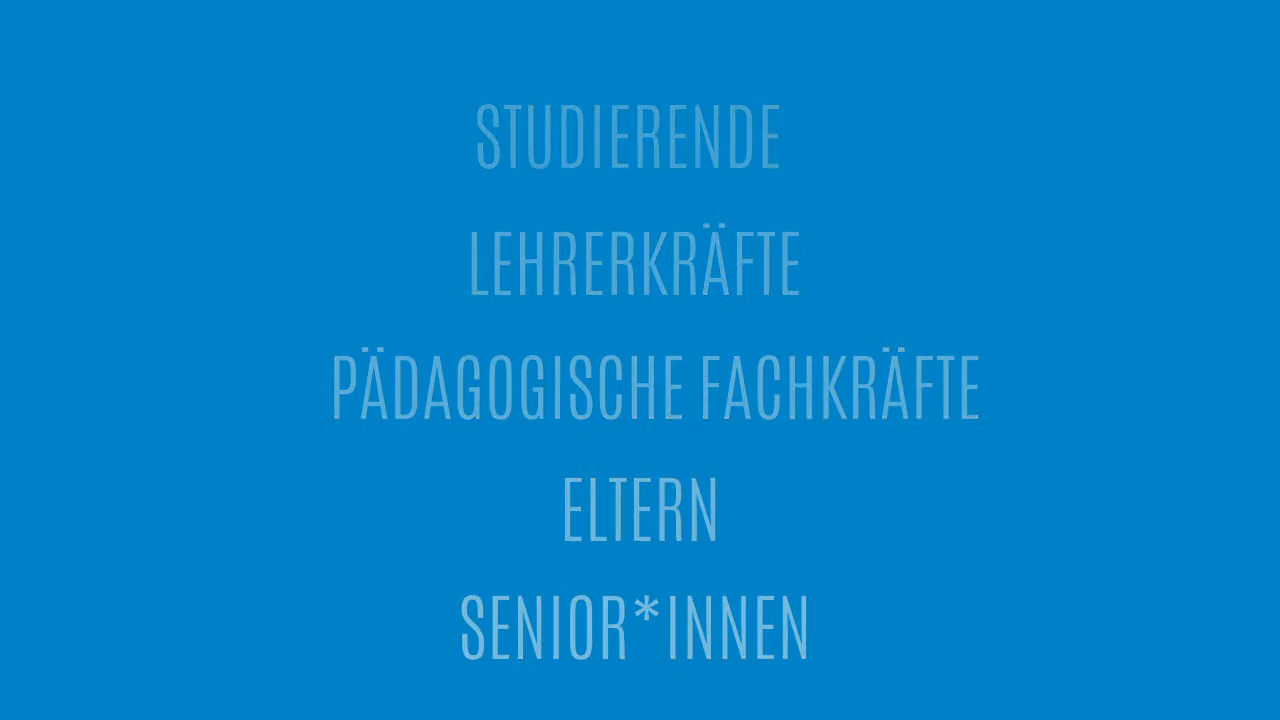 STUDIERENDE
LEHRERKRÄFTE
PÄDAGOGISCHE FACHKRÄFTE
ELTERN
SENIOR*INNEN